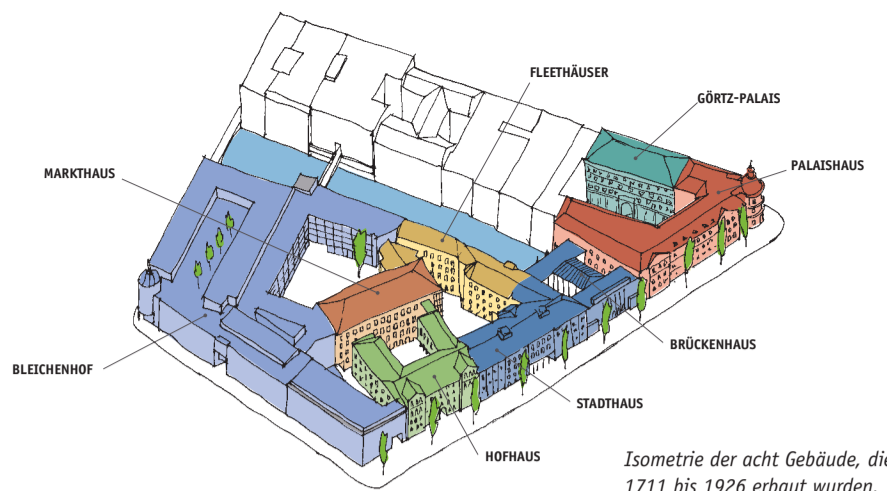 FLEETHÄUSER
GÖRTZ-PALAIS
PALAISHAUS
MARKTHAUS
BRÜCKENHAUS
BLEICHENHOF
STADTHAUS
HOFHAUS
Isometrie der acht Gebäude, die
1711 bis 1926 erbaut wurden.